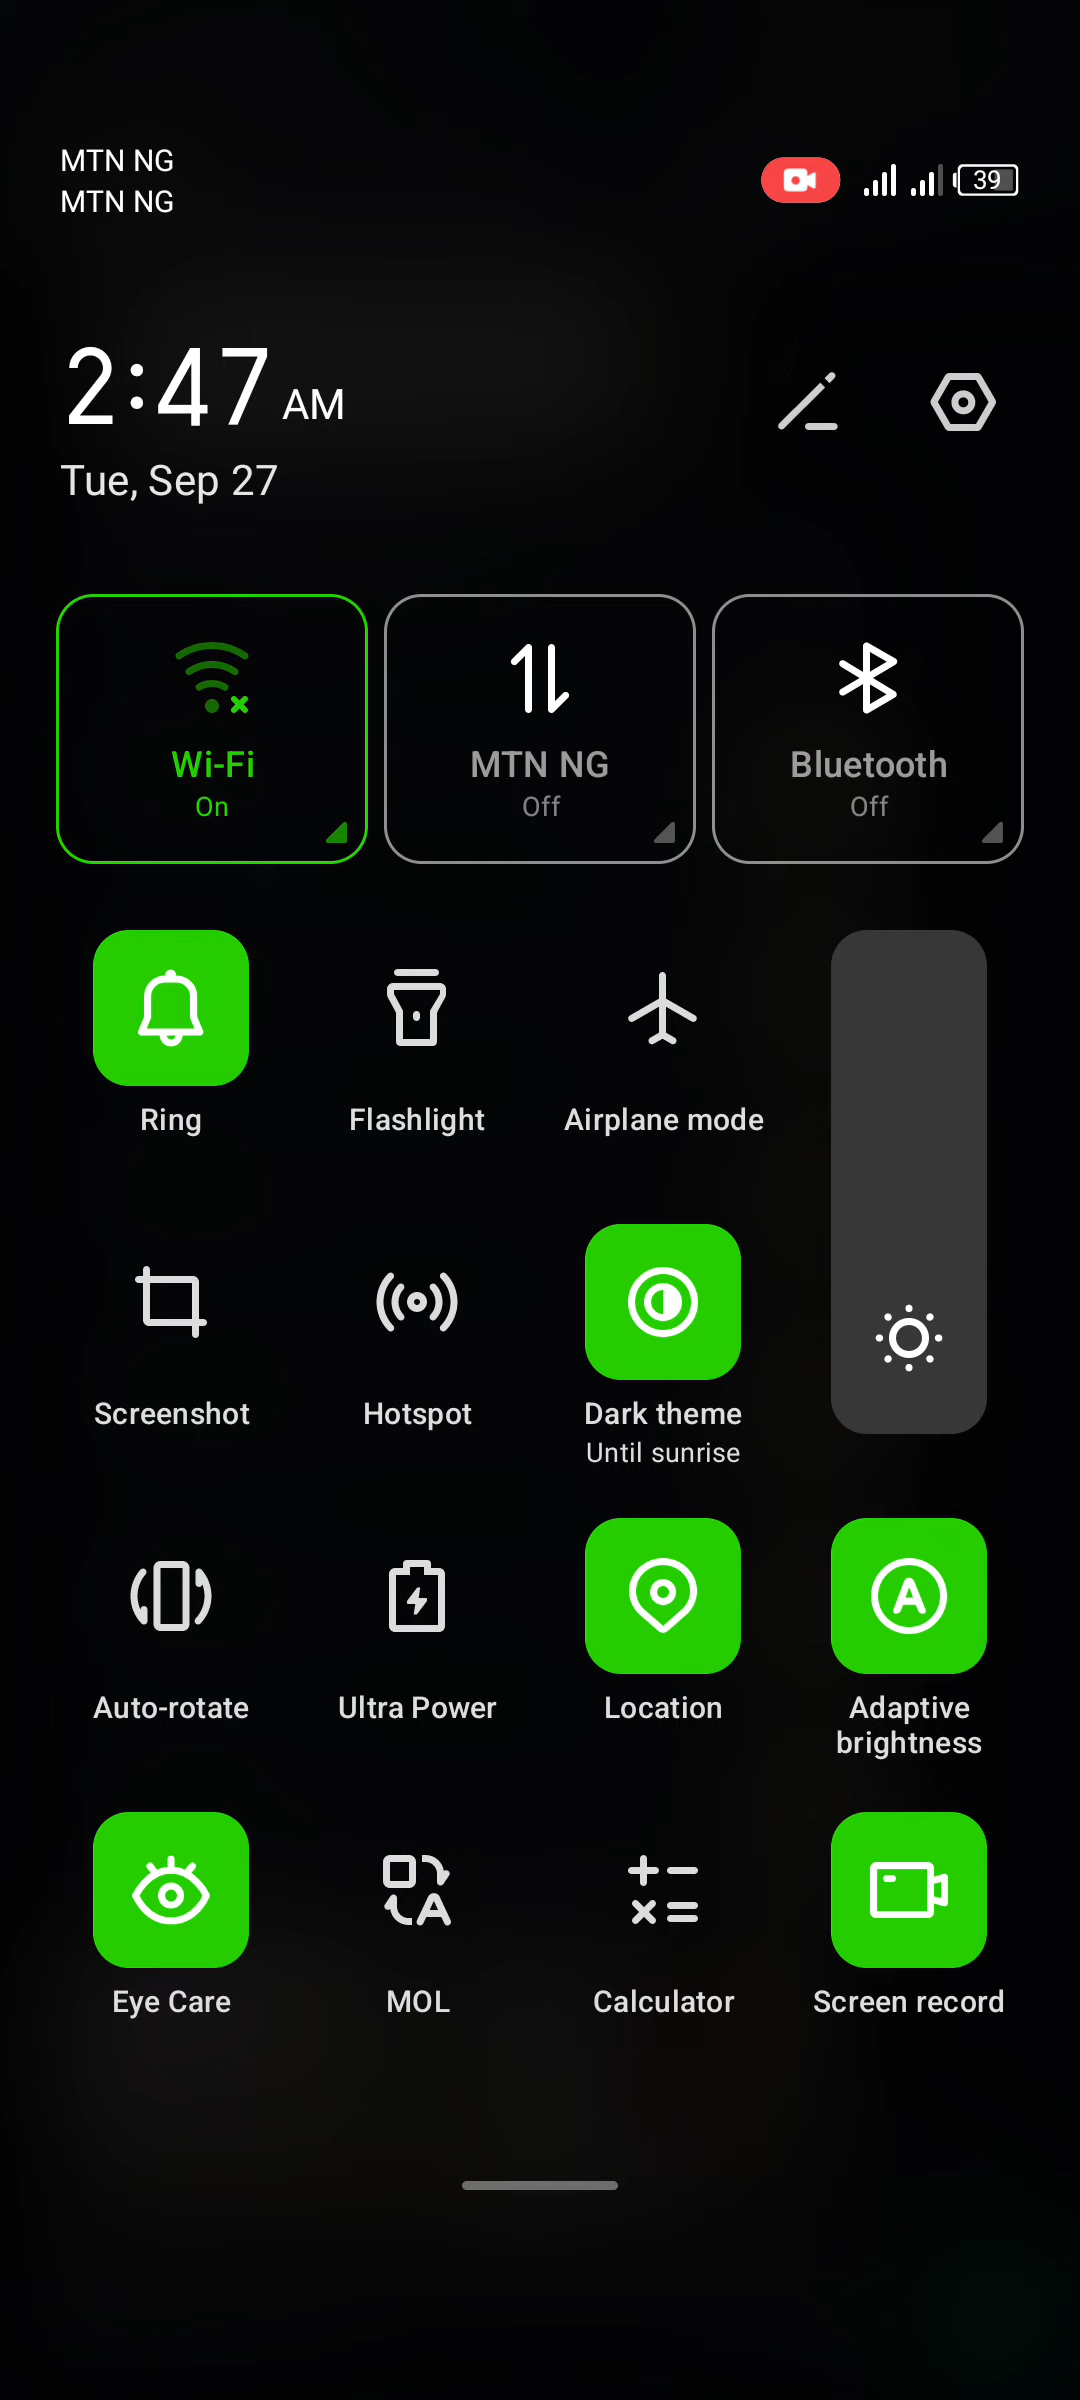 MTN NG
MTN NG
39
2:47 AM
Tue, Sep 27
Wi-Fi
On
MTN NG
Off
Bluetooth
Off
Ring
Flashlight
Airplane mode
Screenshot
Hotspot
Dark theme
Until sunrise
Auto-rotate
Ultra Power
Location
Adaptive
brightness
Eye Care
MOL
Calculator
Screen record